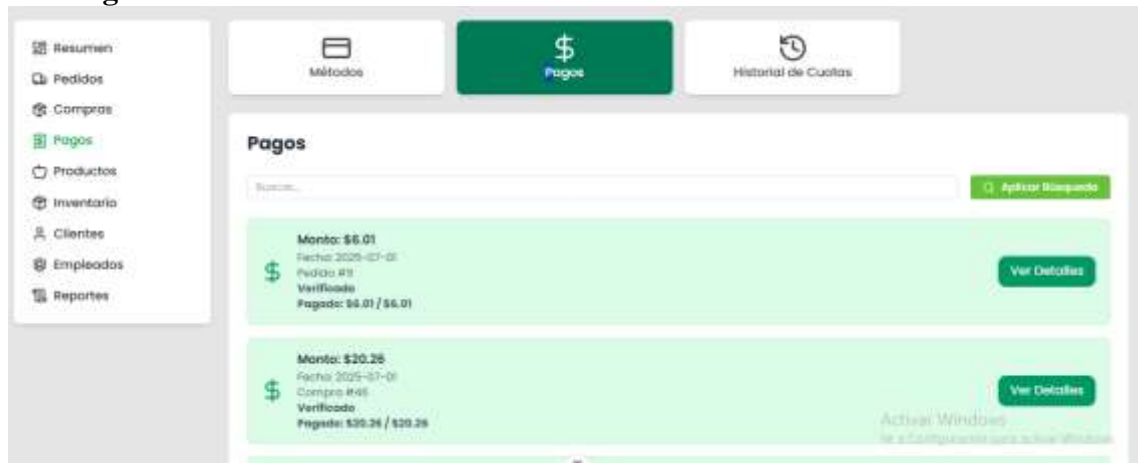 Resumen
Pedidos
Compras
Pagos
Productos
Inventario
Clientes
Empleados
Reportes
Métodos
Pagos
Historial de Cuotas
Pagos
Buscar...
Aplicar Búsqueda
Monto: $6.01
Fecha: 2025-07-01
Pedido #9
Verificado
Pagado: $6.01 / $6.01
Ver Detalles
Monto: $20.26
Fecha: 2025-07-01
Compra #46
Verificado
Pagado: $20.26 / $20.26
Ver Detalles
Activar Windows